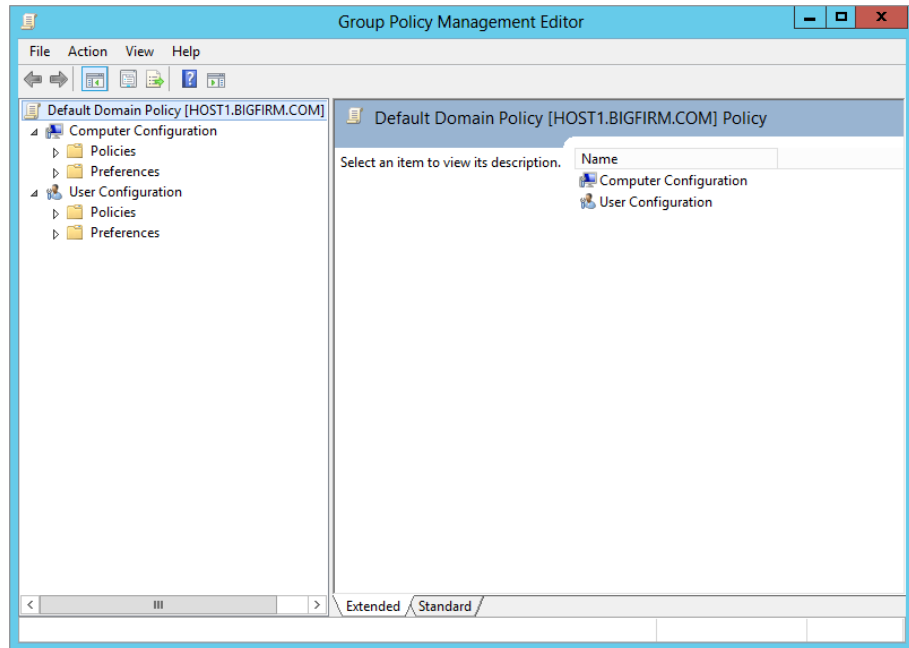 Group Policy Management Editor
File Action View Help
Default Domain Policy [HOST1.BIGFIRM.COM]
Computer Configuration
Policies
Preferences
User Configuration
Policies
Preferences
Default Domain Policy [HOST1.BIGFIRM.COM] Policy
Select an item to view its description.
Name
Computer Configuration
User Configuration
Extended Standard